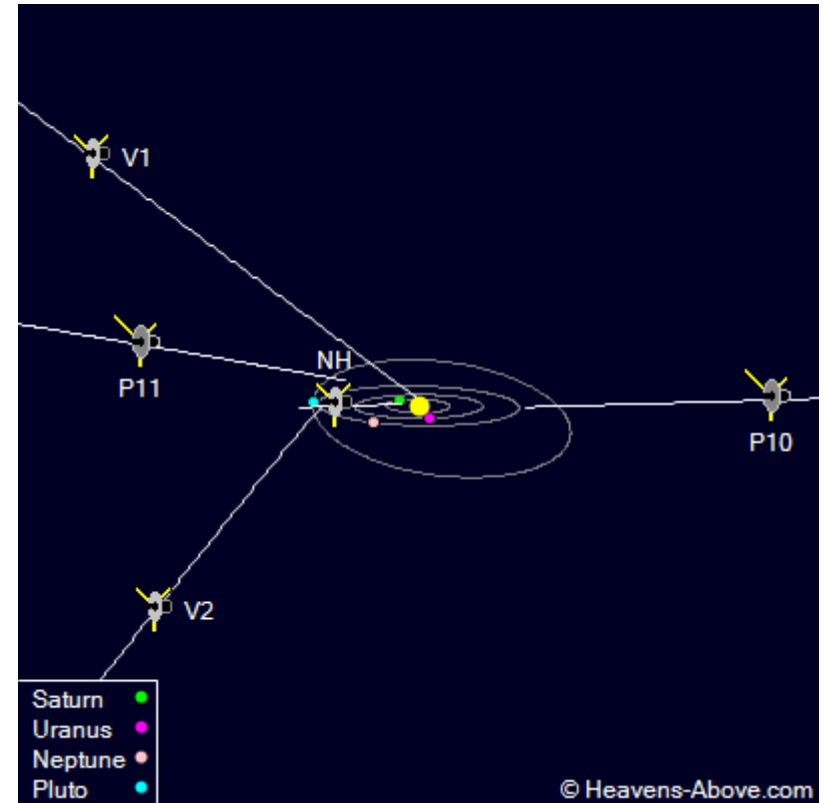 V1
NH
P11
P10
V2
Saturn
Uranus
Neptune
Pluto
© Heavens-Above.com